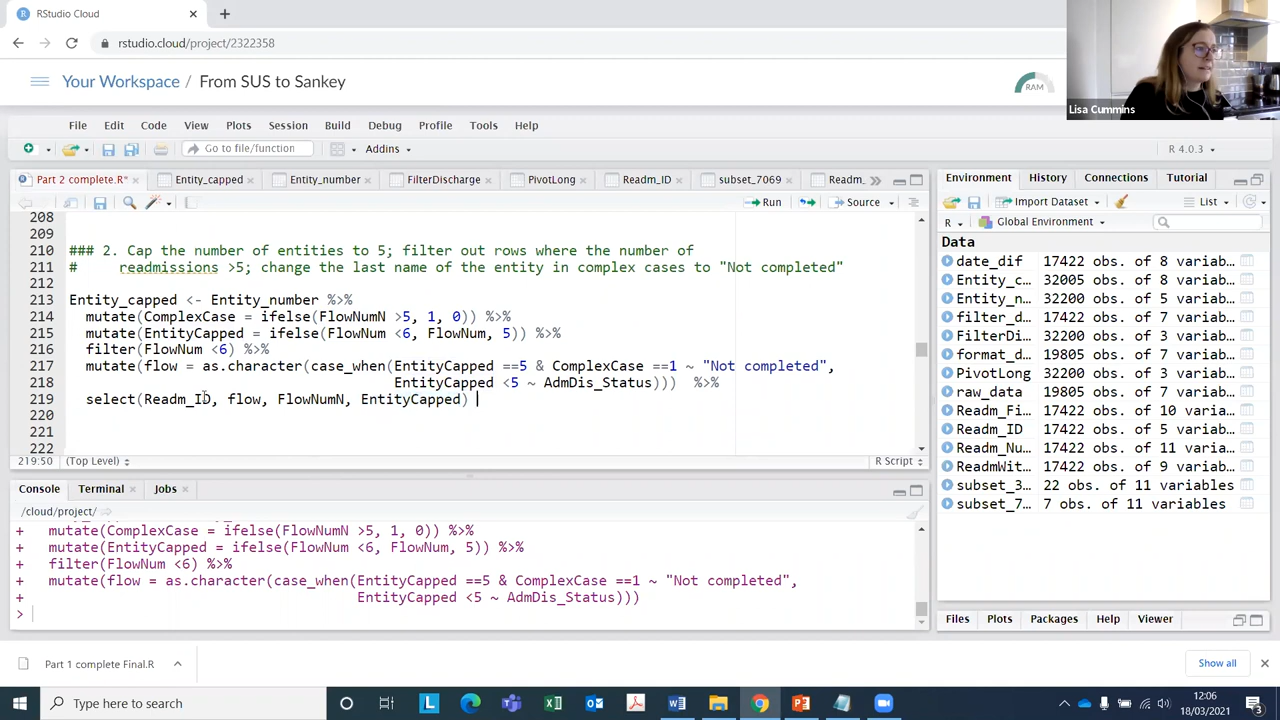 RStudio Cloud
rstudio.cloud/project/2322358
Your Workspace / From SUS to Sankey
RAM
Lisa Cummins
File Edit Code View Plots Session Build Debug Profile Tools Help
Go to file/function Addins R 4.0.3
Part 2 complete.R* Entity_capped Entity_number FilterDischarge PivotLong Readm_ID subset_7069 Readm_
Run Source
208
209
210 ### 2. Cap the number of entities to 5; filter out rows where the number of
211 # readmissions >5; change the last name of the entity in complex cases to "Not completed"
212
213 Entity_capped <- Entity_number %>%
214 mutate(ComplexCase = ifelse(FlowNumN >5, 1, 0)) %>%
215 mutate(EntityCapped = ifelse(FlowNum <6, FlowNum, 5)) %>%
216 filter(FlowNum <6) %>%
217 mutate(flow = as.character(case_when(EntityCapped ==5 & ComplexCase ==1 ~ "Not completed",
218 EntityCapped <5 ~ AdmDis_Status))) %>%
219 select(Readm_ID, flow, FlowNumN, EntityCapped)
220
221
222
219:50 (Top Level) R Script
Console Terminal Jobs
/cloud/project/
+ mutate(ComplexCase = ifelse(FlowNumN >5, 1, 0)) %>%
+ mutate(EntityCapped = ifelse(FlowNum <6, FlowNum, 5)) %>%
+ filter(FlowNum <6) %>%
+ mutate(flow = as.character(case_when(EntityCapped ==5 & ComplexCase ==1 ~ "Not completed",
+ EntityCapped <5 ~ AdmDis_Status)))
>
Environment History Connections Tutorial
Import Dataset List
R Global Environment
Data
date_dif 17422 obs. of 8 variab…
Entity_c… 32005 obs. of 8 variab…
Entity_n… 32200 obs. of 5 variab…
filter_d… 17422 obs. of 7 variab…
FilterDi… 32200 obs. of 3 variab…
format_d… 19805 obs. of 7 variab…
PivotLong 32200 obs. of 3 variab…
raw_data 19805 obs. of 7 variab…
Readm_Fi… 17422 obs. of 10 varia…
Readm_ID 17422 obs. of 5 variab…
Readm_Nu… 17422 obs. of 11 varia…
ReadmWit… 17422 obs. of 9 variab…
subset_3… 22 obs. of 11 variables
subset_7… 7 obs. of 11 variables
Files Plots Packages Help Viewer
Part 1 complete Final.R
Show all
Type here to search
12:06
18/03/2021
3